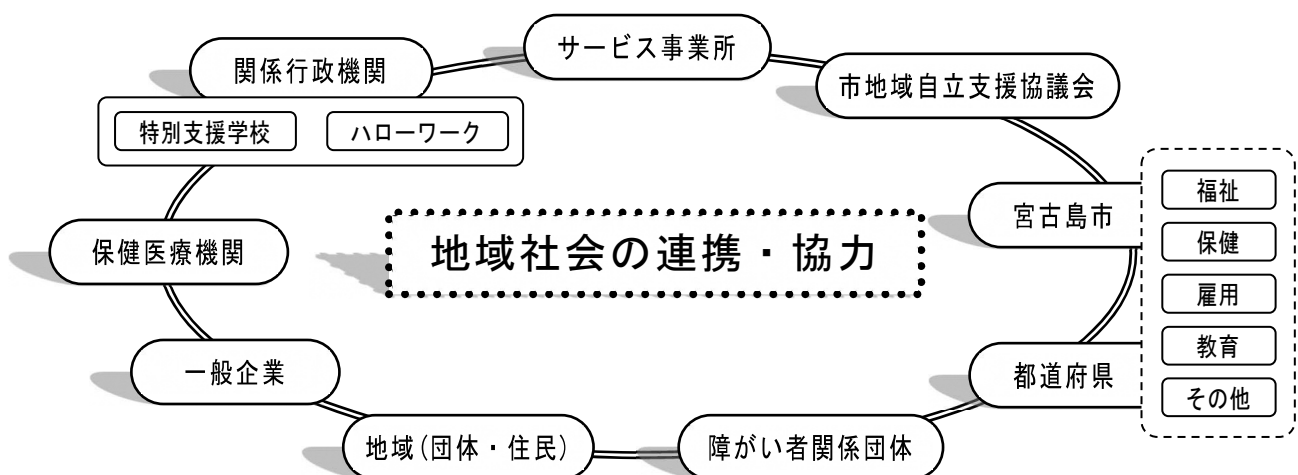 サービス事業所
関係行政機関
市地域自立支援協議会
特別支援学校
ハローワーク
福祉
宮古島市
保健
地域社会の連携・協力
保健医療機関
雇用
教育
一般企業
都道府県
その他
地域(団体・住民)
障がい者関係団体